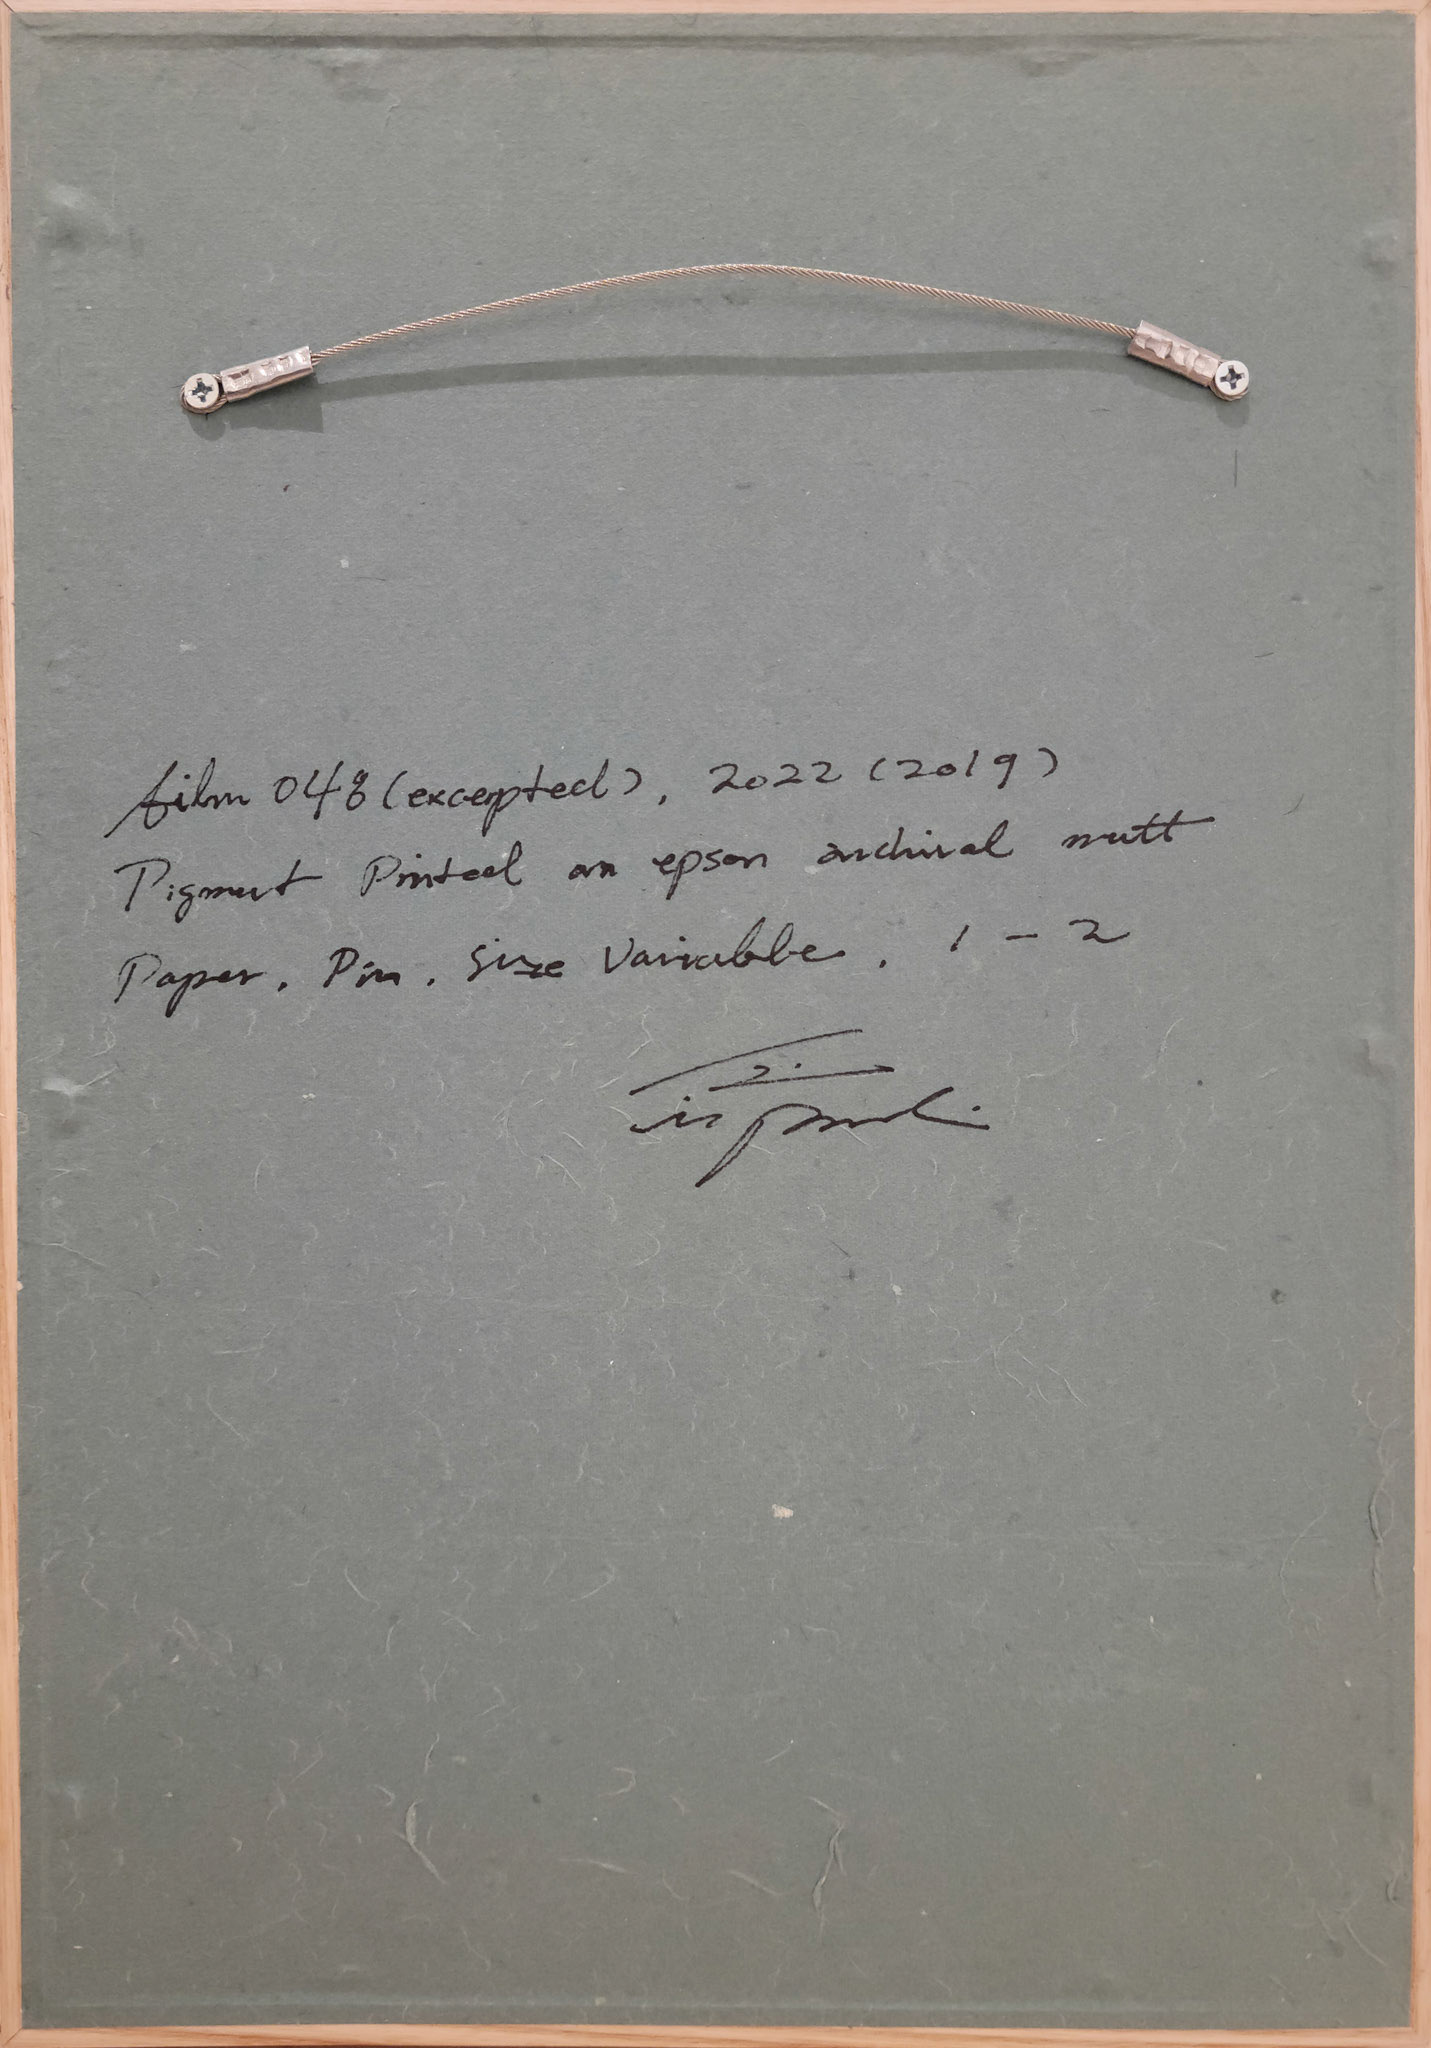 film 048 (excerpted), 2022 (2019)
Pigment Printed on epson archival matt
Paper, Pin, Size Variable, 1-2